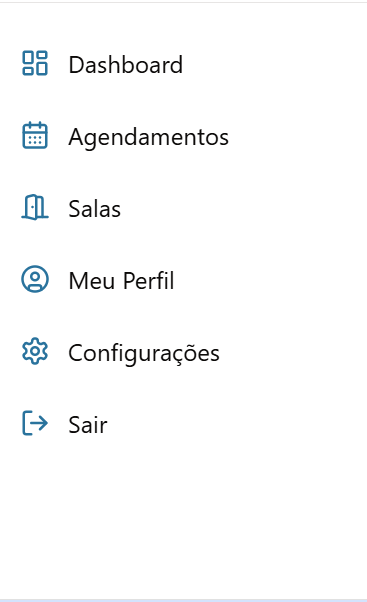 Dashboard
Agendamentos
Salas
Meu Perfil
Configurações
Sair